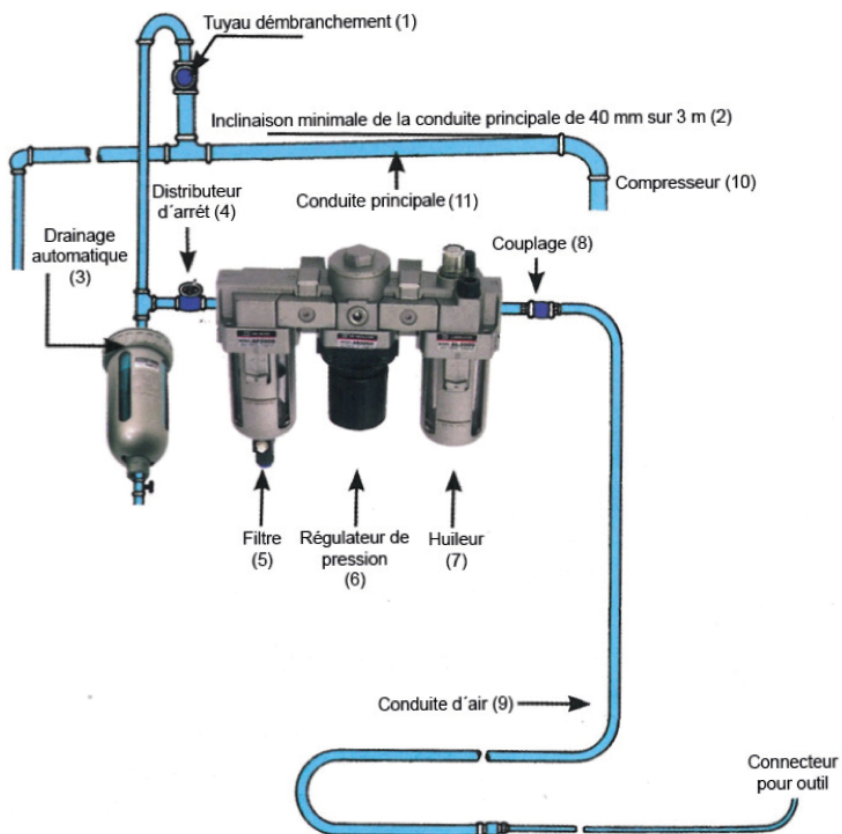 Tuyau démbranchement (1)
Inclinaison minimale de la conduite principale de 40 mm sur 3 m (2)
Compresseur (10)
Distributeur
d´arrét (4)
Conduite principale (11)
Drainage
automatique
(3)
Couplage (8)
Filtre
(5)
Régulateur de
pression
(6)
Huileur
(7)
Conduite d´air (9)
Connecteur
pour outil